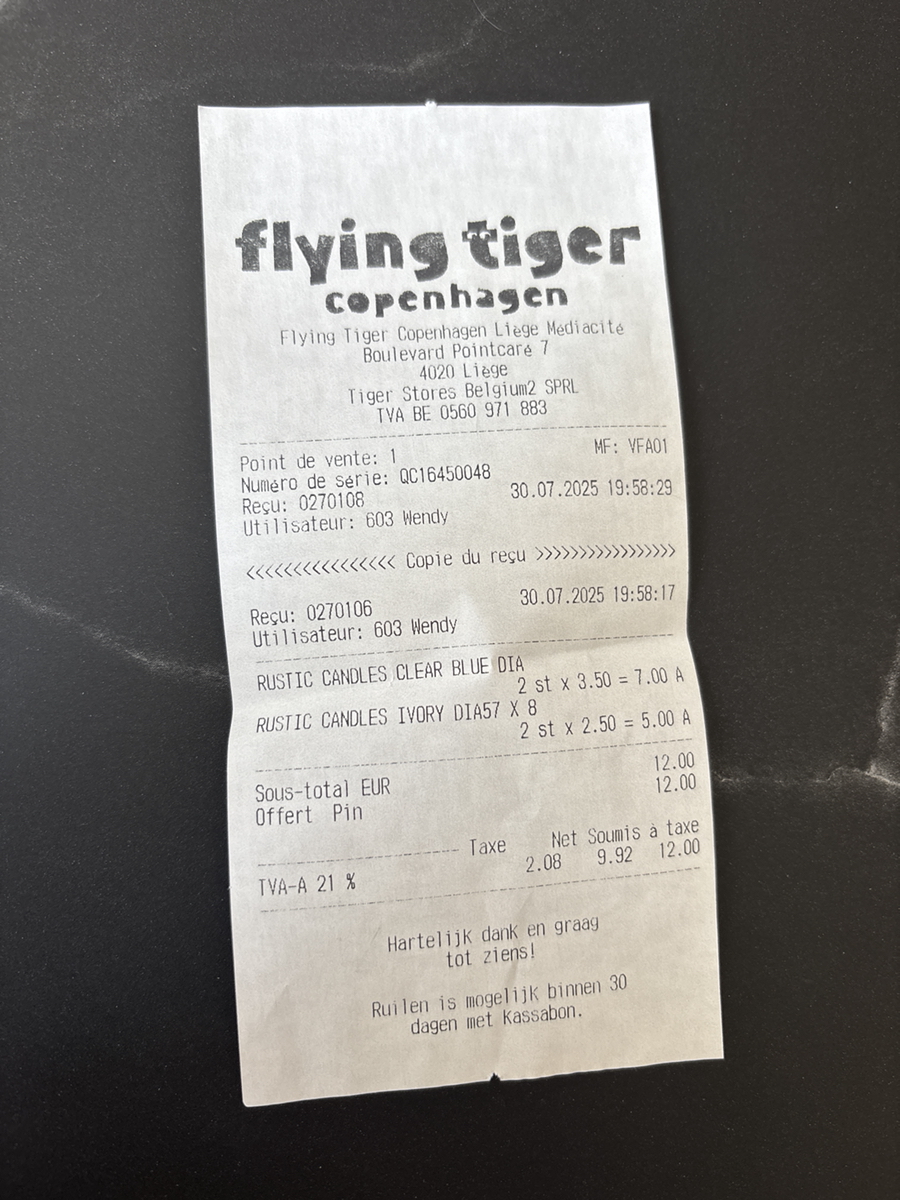 flying tiger
copenhagen
Flying Tiger Copenhagen Liège Médiacité
Boulevard Pointcaré 7
4020 Liège
Tiger Stores Belgium2 SPRL
TVA BE 0560 971 883
Point de vente: 1 MF: VFA01
Numéro de série: QC16450048
Reçu: 0270108 30.07.2025 19:58:29
Utilisateur: 603 Wendy
<<<<<<<<<<<<<<<< Copie du reçu >>>>>>>>>>>>>>>>
Reçu: 0270106 30.07.2025 19:58:17
Utilisateur: 603 Wendy
RUSTIC CANDLES CLEAR BLUE DIA
2 st x 3.50 = 7.00 A
RUSTIC CANDLES IVORY DIA57 X 8
2 st x 2.50 = 5.00 A
Sous-total EUR 12.00
Offert Pin 12.00
Taxe Net Soumis à taxe
TVA-A 21 % 2.08 9.92 12.00
Hartelijk dank en graag
tot ziens!
Ruilen is mogelijk binnen 30
dagen met Kassabon.